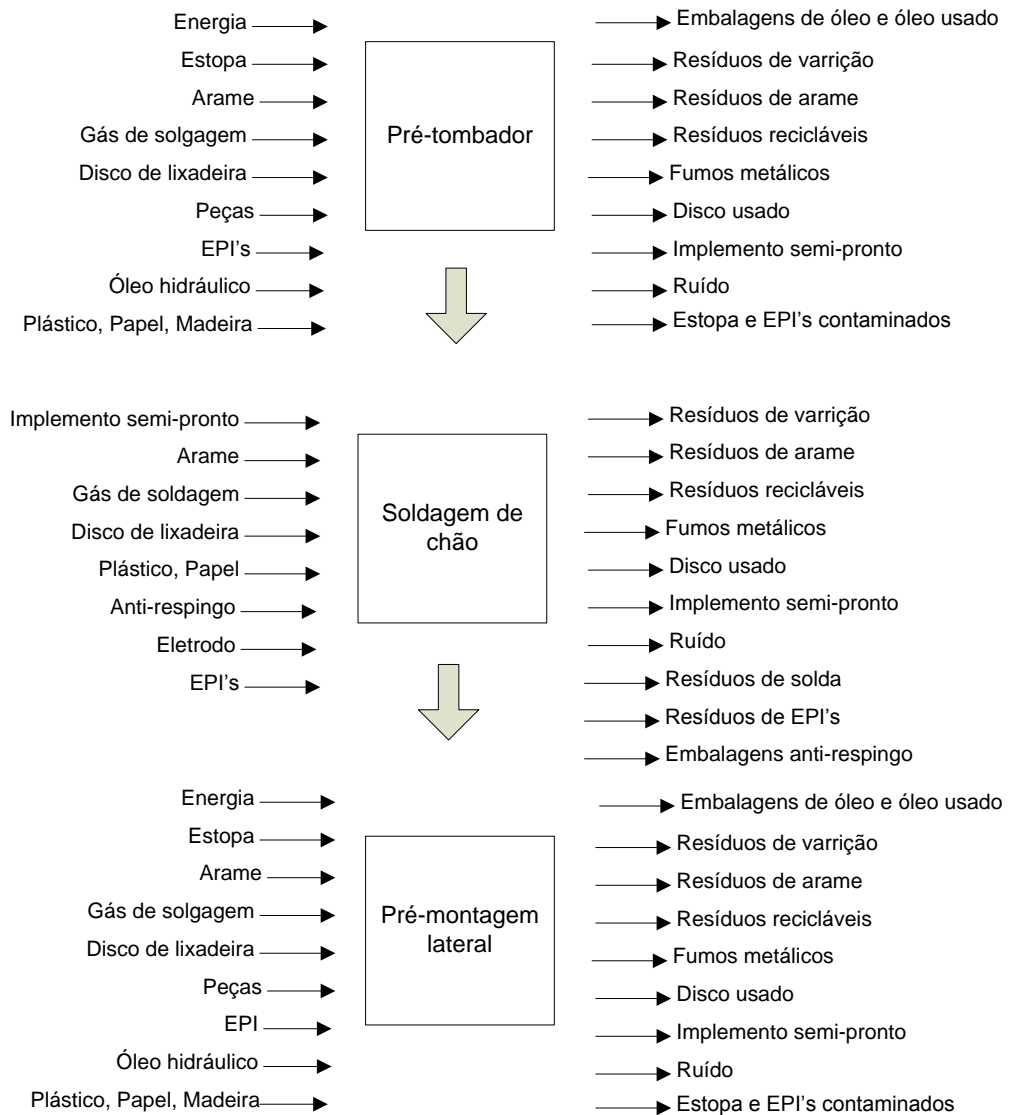 Energia
Estopa
Arame
Gás de solgagem
Disco de lixadeira
Peças
EPI's
Óleo hidráulico
Plástico, Papel, Madeira
Pré-tombador
Embalagens de óleo e óleo usado
Resíduos de varrição
Resíduos de arame
Resíduos recicláveis
Fumos metálicos
Disco usado
Implemento semi-pronto
Ruído
Estopa e EPI's contaminados
Implemento semi-pronto
Arame
Gás de soldagem
Disco de lixadeira
Plástico, Papel
Anti-respingo
Eletrodo
EPI's
Soldagem de
chão
Resíduos de varrição
Resíduos de arame
Resíduos recicláveis
Fumos metálicos
Disco usado
Implemento semi-pronto
Ruído
Resíduos de solda
Resíduos de EPI's
Embalagens anti-respingo
Energia
Estopa
Arame
Gás de solgagem
Disco de lixadeira
Peças
EPI
Óleo hidráulico
Plástico, Papel, Madeira
Pré-montagem
lateral
Embalagens de óleo e óleo usado
Resíduos de varrição
Resíduos de arame
Resíduos recicláveis
Fumos metálicos
Disco usado
Implemento semi-pronto
Ruído
Estopa e EPI's contaminados